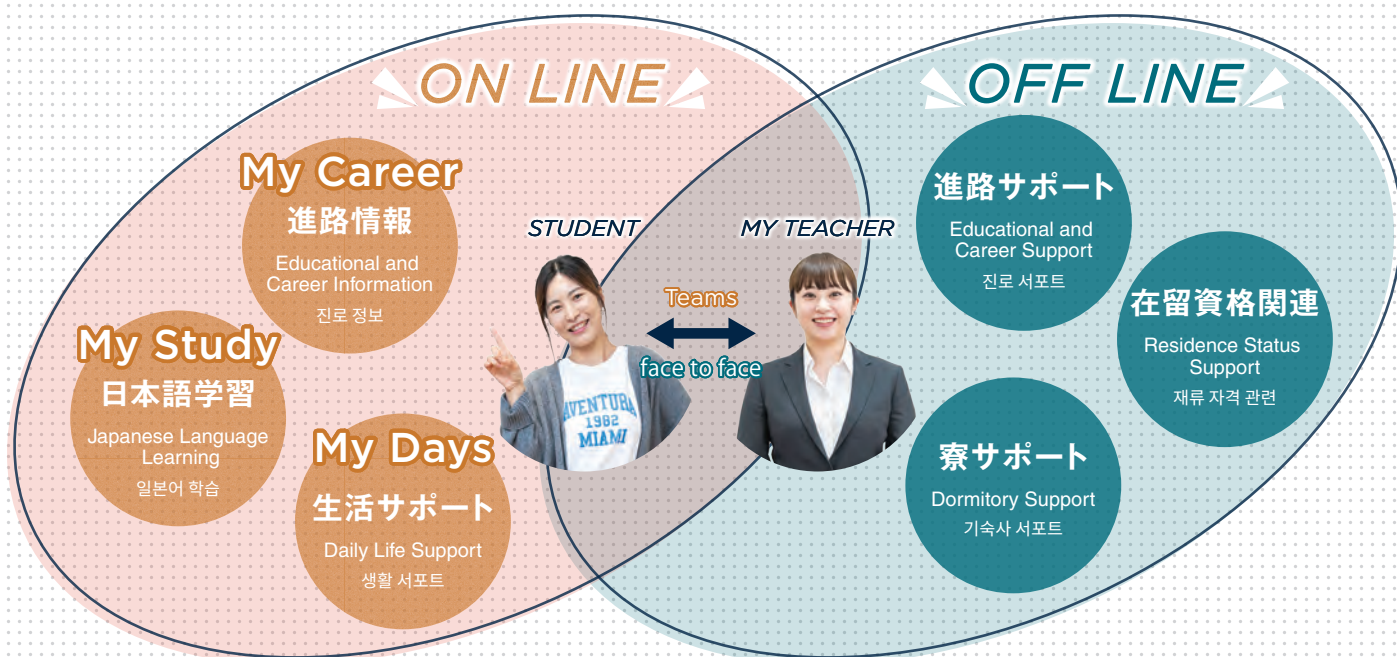 ON LINE
My Career
進路情報
Educational and
Career Information
진로 정보
My Study
日本語学習
Japanese Language
Learning
일본어 학습
My Days
生活サポート
Daily Life Support
생활 서포트
STUDENT
AVENTURA
1982
MIAMI
Teams
face to face
MY TEACHER
OFF LINE
進路サポート
Educational and
Career Support
진로 서포트
在留資格関連
Residence Status
Support
재류 자격 관련
寮サポート
Dormitory Support
기숙사 서포트